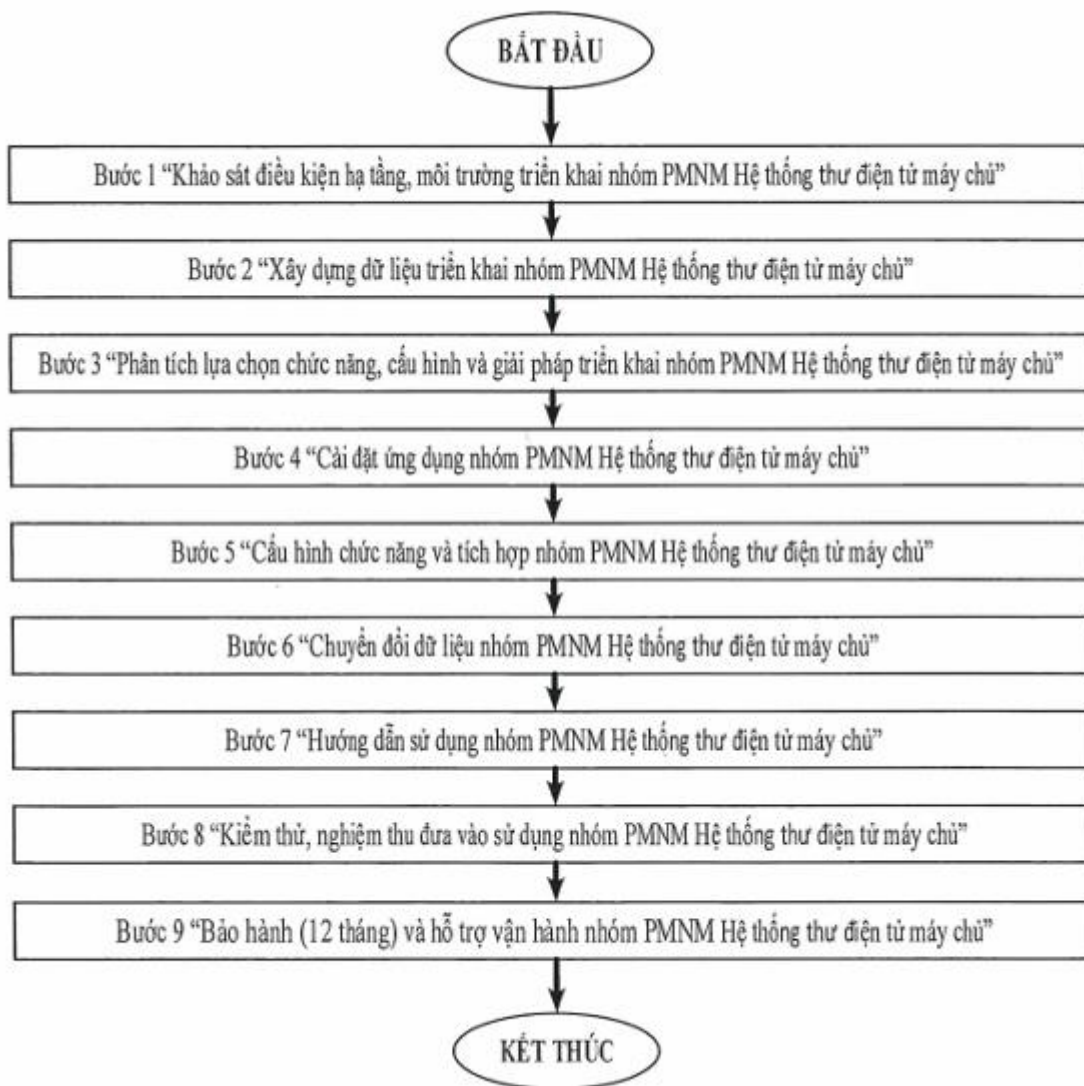 BẮT ĐẦU
Bước 1 “Khảo sát điều kiện hạ tầng, môi trường triển khai nhóm PMNM Hệ thống thư điện tử máy chủ”
Bước 2 “Xây dựng dữ liệu triển khai nhóm PMNM Hệ thống thư điện tử máy chủ”
Bước 3 “Phân tích lựa chọn chức năng, cấu hình và giải pháp triển khai nhóm PMNM Hệ thống thư điện tử máy chủ”
Bước 4 “Cài đặt ứng dụng nhóm PMNM Hệ thống thư điện tử máy chủ”
Bước 5 “Cấu hình chức năng và tích hợp nhóm PMNM Hệ thống thư điện tử máy chủ”
Bước 6 “Chuyển đổi dữ liệu nhóm PMNM Hệ thống thư điện tử máy chủ”
Bước 7 “Hướng dẫn sử dụng nhóm PMNM Hệ thống thư điện tử máy chủ”
Bước 8 “Kiểm thử, nghiệm thu đưa vào sử dụng nhóm PMNM Hệ thống thư điện tử máy chủ”
Bước 9 “Bảo hành (12 tháng) và hỗ trợ vận hành nhóm PMNM Hệ thống thư điện tử máy chủ”
KẾT THÚC